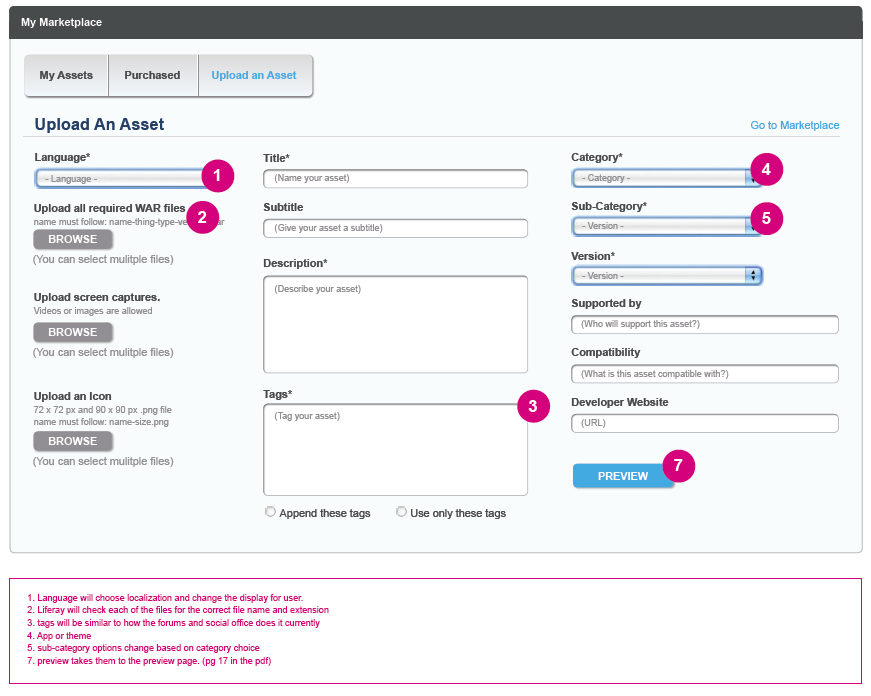 My Marketplace
My Assets
Purchased
Upload an Asset
Upload An Asset
Go to Marketplace
Language*
- Language -
1
Upload all required WAR files
2
name must follow: name-thing-type-ve
BROWSE
(You can select mulitple files)
Upload screen captures.
Videos or images are allowed
BROWSE
(You can select mulitple files)
Upload an Icon
72 x 72 px and 90 x 90 px .png file
name must follow: name-size.png
BROWSE
(You can select mulitple files)
Title*
(Name your asset)
Subtitle
(Give your asset a subtitle)
Description*
(Describe your asset)
Tags*
3
(Tag your asset)
Append these tags
Use only these tags
Category*
- Category -
4
Sub-Category*
- Version -
5
Version*
- Version -
Supported by
(Who will support this asset?)
Compatibility
(What is this asset compatible with?)
Developer Website
(URL)
PREVIEW
7
1. Language will choose localization and change the display for user.
2. Liferay will check each of the files for the correct file name and extension
3. tags will be similar to how the forums and social office does it currently
4. App or theme
5. sub-category options change based on category choice
7. preview takes them to the preview page. (pg 17 in the pdf)